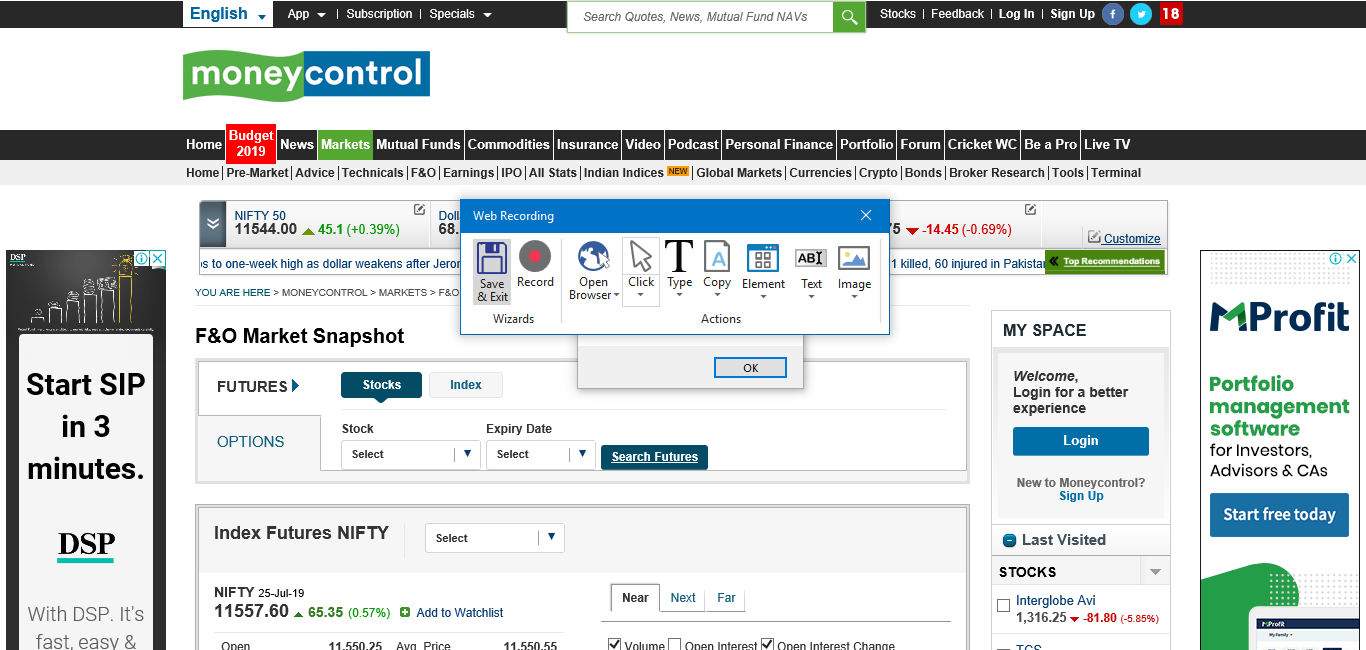 English App Subscription Specials Search Quotes, News, Mutual Fund NAVs Stocks Feedback Log In Sign Up f 18
moneycontrol
Home Budget 2019 News Markets Mutual Funds Commodities Insurance Video Podcast Personal Finance Portfolio Forum Cricket WC Be a Pro Live TV
Home Pre-Market Advice Technicals F&O Earnings IPO All Stats Indian Indices NEW Global Markets Currencies Crypto Bonds Broker Research Tools Terminal
NIFTY 50
11544.00 45.1 (+0.39%)
Doll
68.
5 -14.45 (-0.69%)
Customize
s to one-week high as dollar weakens after Jeror
1 killed, 60 injured in Pakistar
Top Recommendations
YOU ARE HERE > MONEYCONTROL > MARKETS > F&O
Web Recording
Save & Exit
Record
Open Browser
Click
Type
Copy
Element
Text
Image
Wizards
Actions
OK
F&O Market Snapshot
FUTURES
OPTIONS
Stocks Index
Stock Expiry Date
Select Select Search Futures
Index Futures NIFTY Select
NIFTY 25-Jul-19
11557.60 65.35 (0.57%) Add to Watchlist
Near Next Far
Open 11,550.25 Avg. Price 11,550.55
Volume Open Interest Open Interest Change
MY SPACE
Welcome,
Login for a better
experience
Login
New to Moneycontrol?
Sign Up
Last Visited
STOCKS
Interglobe Avi
1,316.25 -81.80 (-5.85%)
TCS
DSP
Start SIP
in 3
minutes.
DSP
With DSP. It's
fast, easy &
MProfit
Portfolio
management
software
for Investors,
Advisors & CAs
Start free today
MProfit
My Family